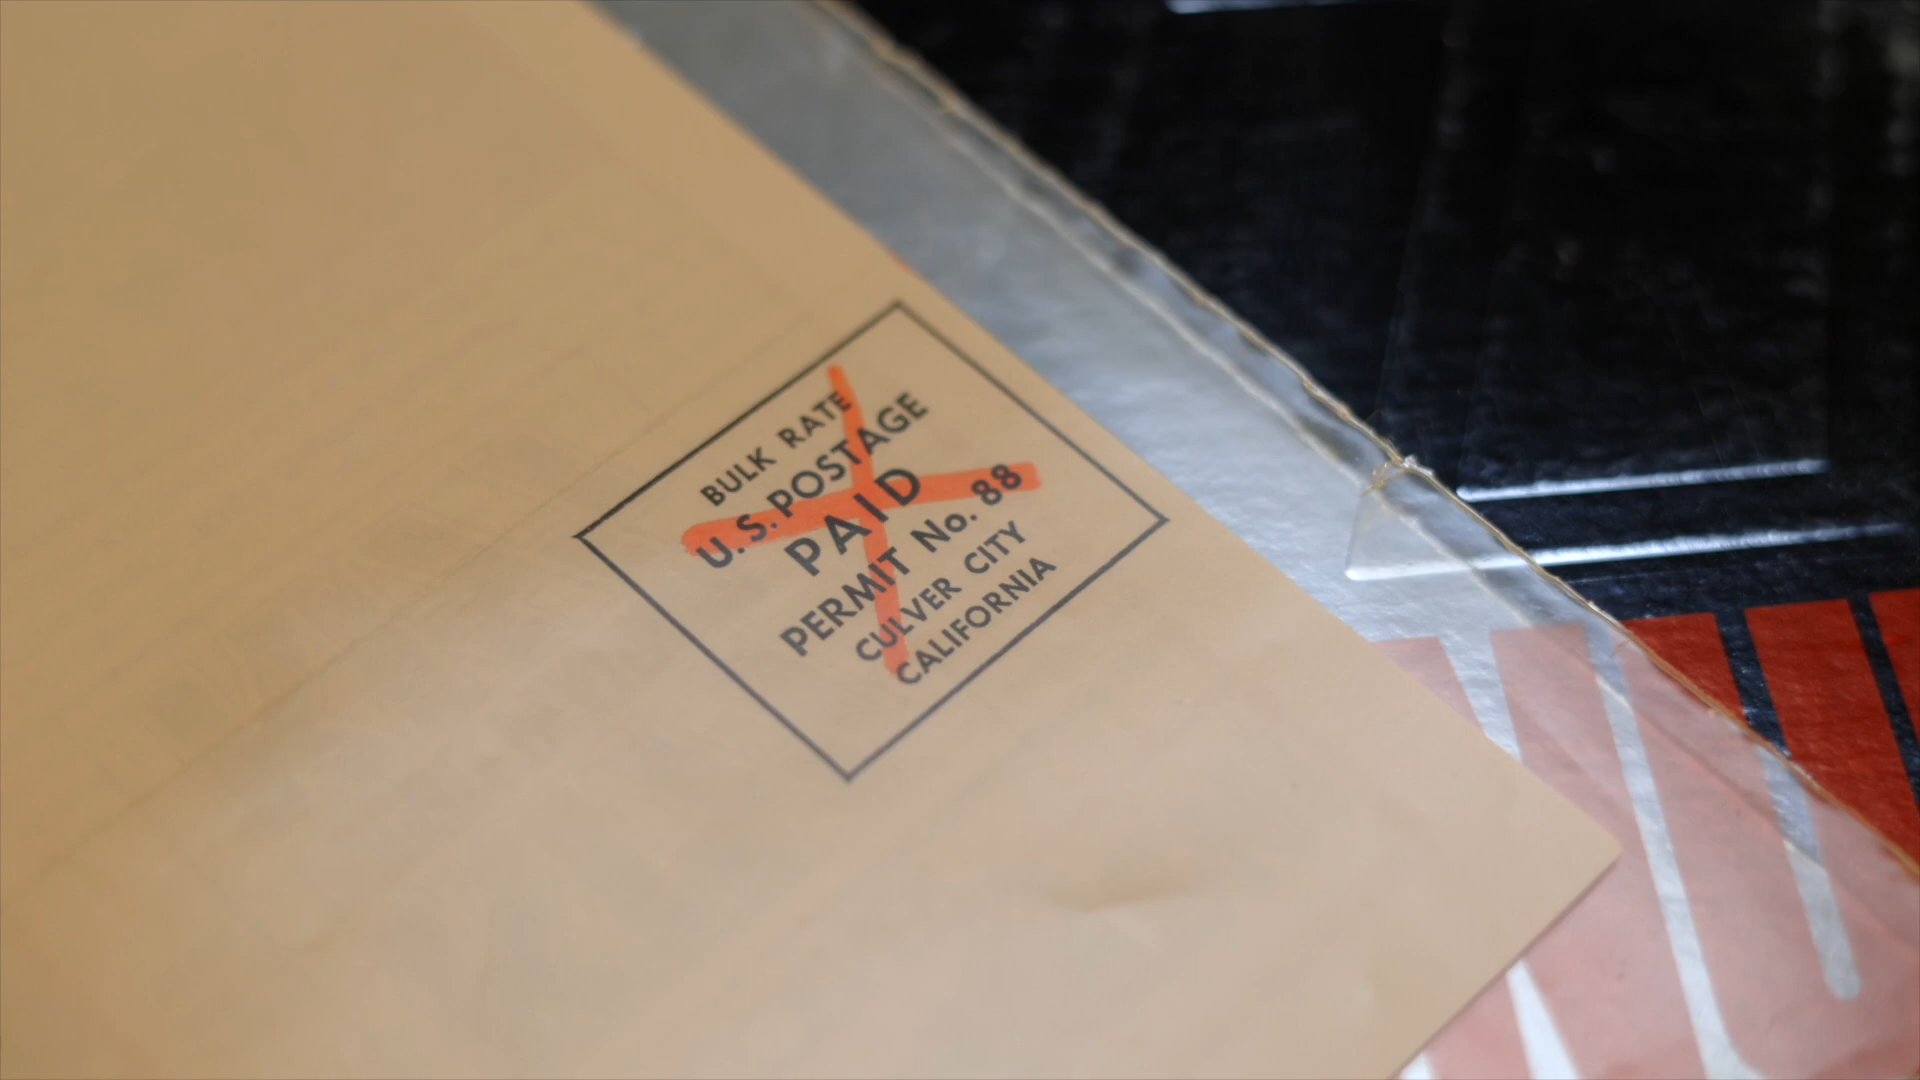 BULK RATE
U.S. POSTAGE
PAID
PERMIT No. 88
CULVER CITY
CALIFORNIA